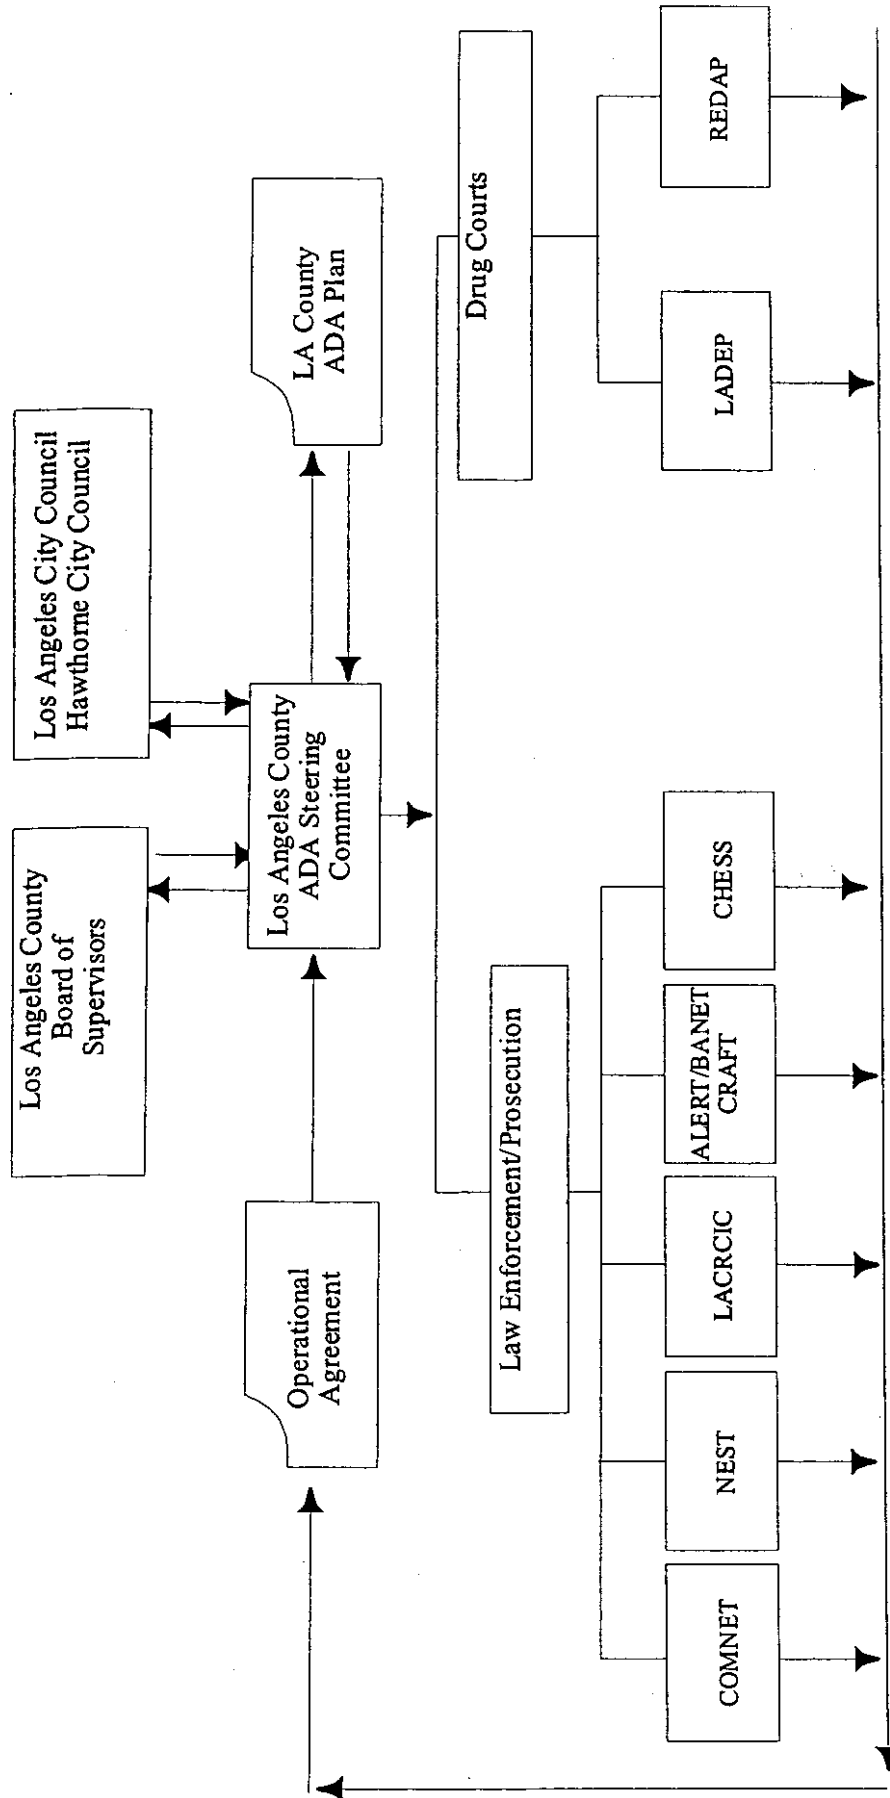 Los Angeles County
Board of
Supervisors
Los Angeles City Council
Hawthorne City Council
Operational
Agreement
Los Angeles County
ADA Steering
Committee
LA County
ADA Plan
Law Enforcement/Prosecution
Drug Courts
COMNET
NEST
LACRCIC
ALERT/BANET
CRAFT
CHESS
LADEP
REDAP